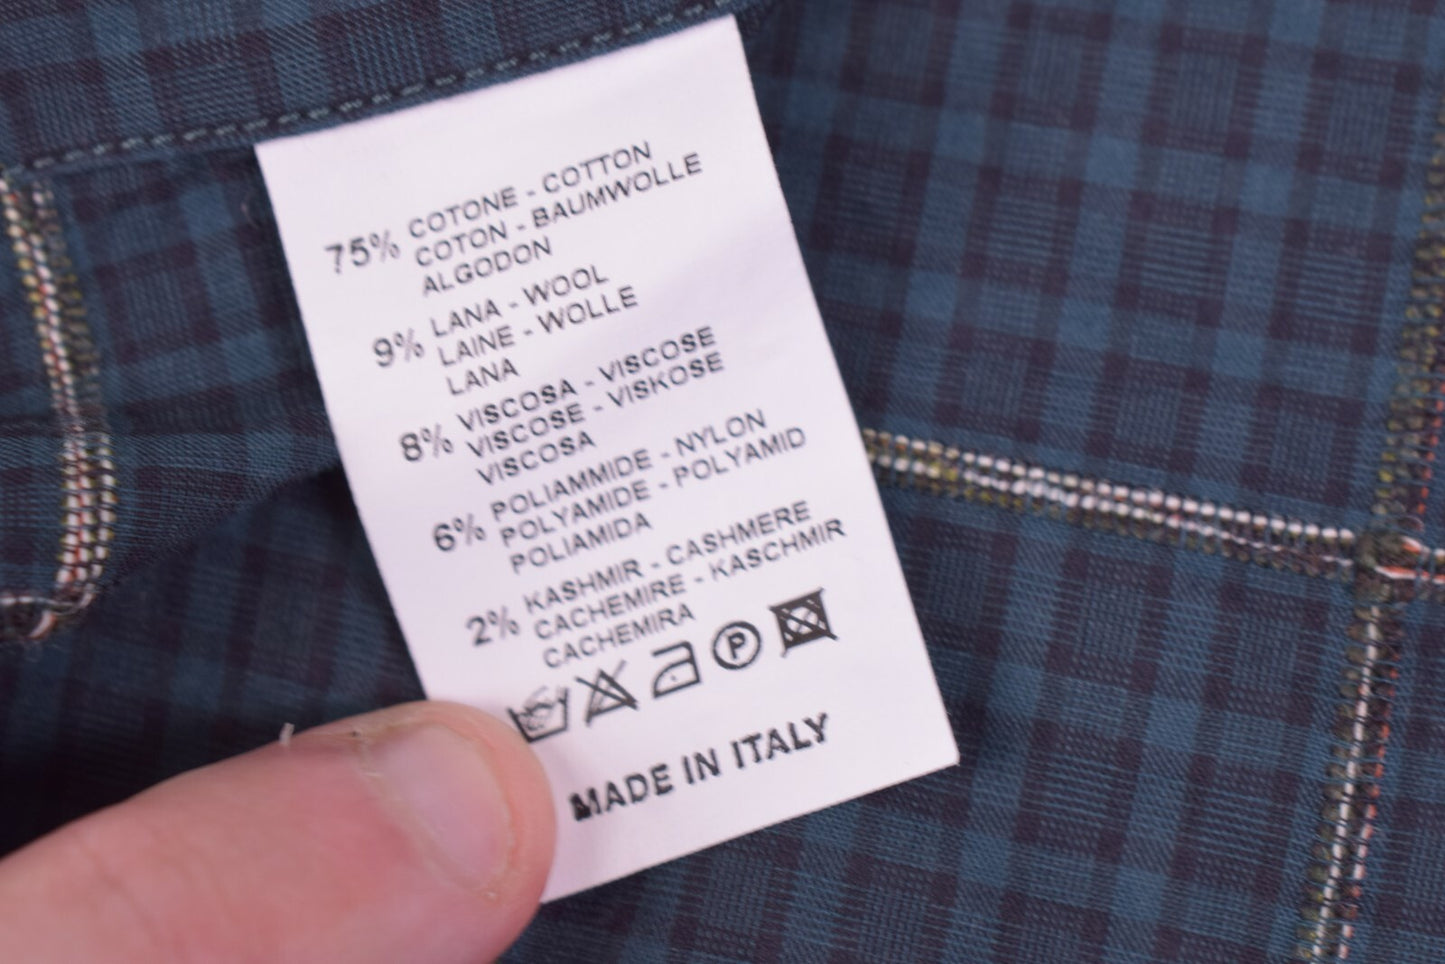 75% COTONE - COTTON
COTON - BAUMWOLLE
ALGODON
9% LANA - WOOL
LAINE - WOLLE
LANA
8% VISCOSA - VISCOSE
VISCOSE - VISKOSE
VISCOSA
6% POLIAMMIDE - NYLON
POLYAMIDE - POLYAMID
POLIAMIDA
2% KASHMIR - CASHMERE
CACHEMIRE - KASCHMIR
CACHEMIRA
P
MADE IN ITALY